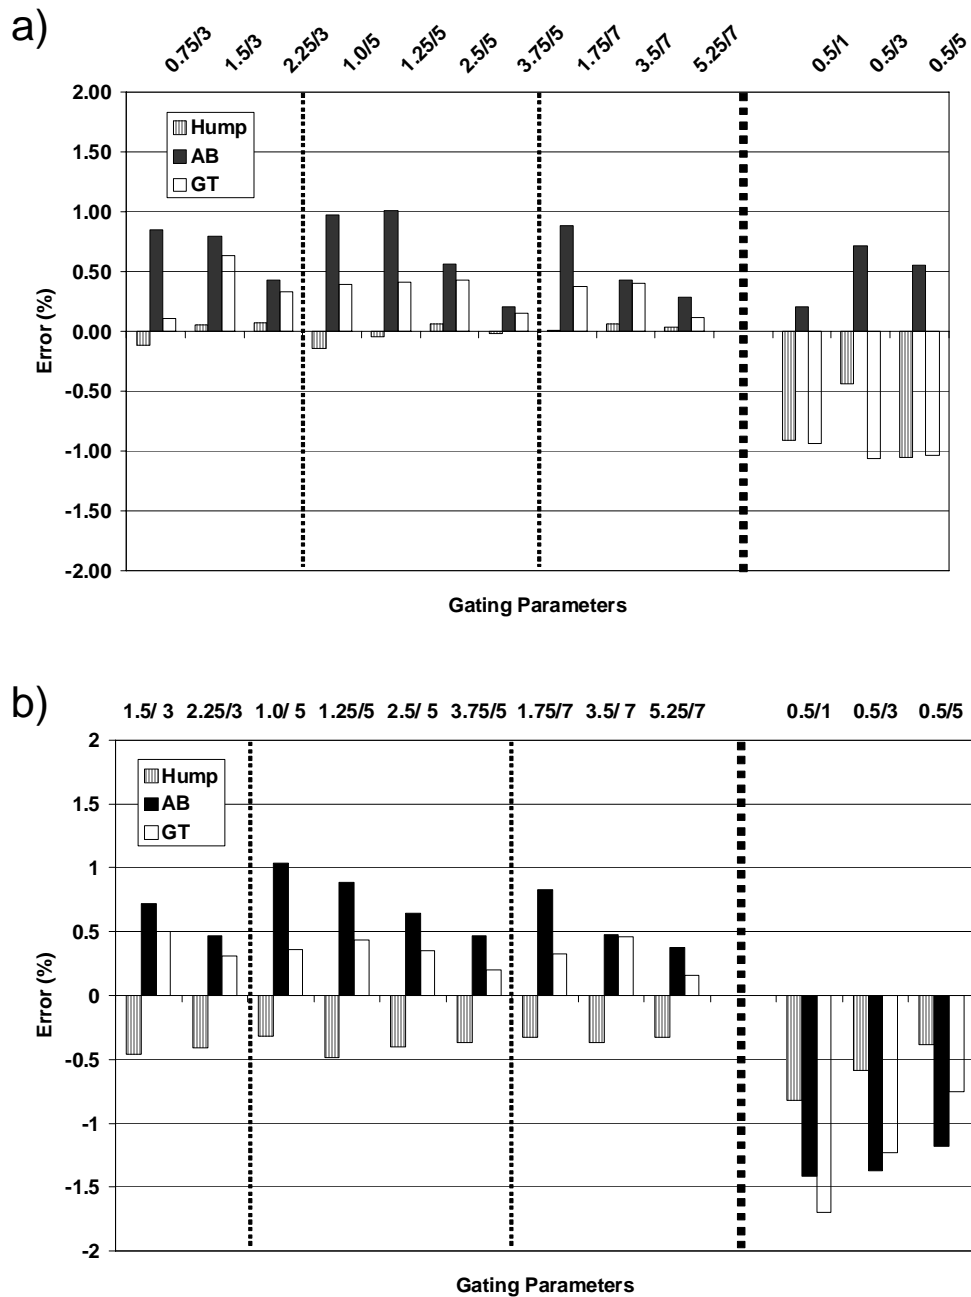 a)
0.75/3 1.5/3 2.25/3 1.0/5 1.25/5 2.5/5 3.75/5 1.75/7 3.5/7 5.25/7 0.5/1 0.5/3 0.5/5
2.00
1.50
1.00
0.50
0.00
-0.50
-1.00
-1.50
-2.00
Error (%)
Hump
AB
GT
Gating Parameters
b)
1.5/ 3 2.25/3 1.0/ 5 1.25/5 2.5/ 5 3.75/5 1.75/7 3.5/ 7 5.25/7 0.5/1 0.5/3 0.5/5
2
1.5
1
0.5
0
-0.5
-1
-1.5
-2
Error (%)
Hump
AB
GT
Gating Parameters